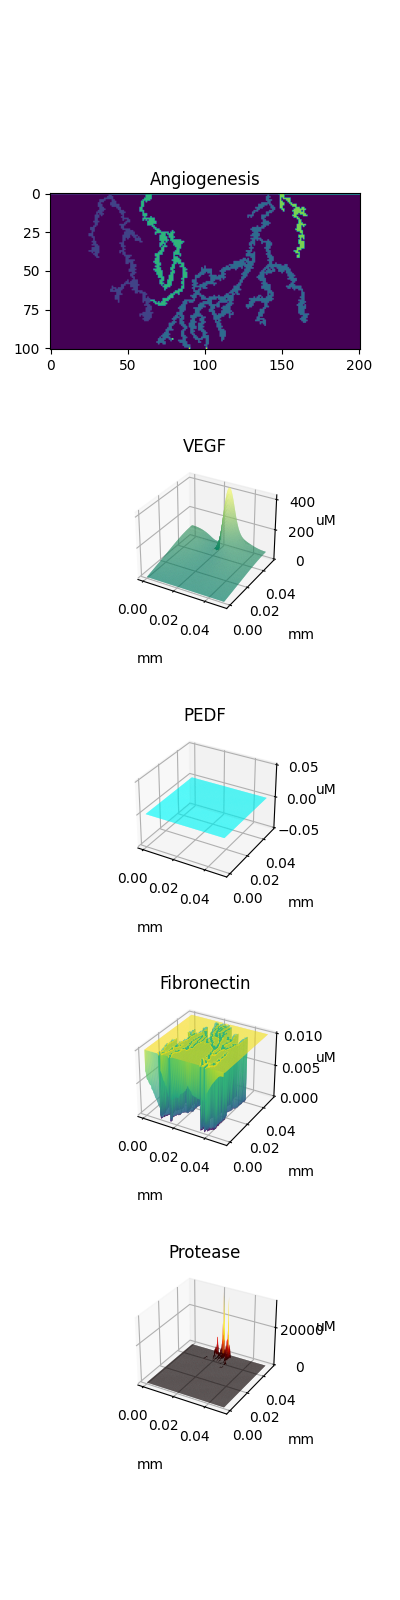 Angiogenesis
0
25
50
75
100
0 50 100 150 200
VEGF
400
uM
200
0
0.00 0.02 0.04
0.04
0.02
0.00
mm
mm
PEDF
0.05
uM
0.00
−0.05
0.00 0.02 0.04
0.04
0.02
0.00
mm
mm
Fibronectin
0.010
uM
0.005
0.000
0.00 0.02 0.04
0.04
0.02
0.00
mm
mm
Protease
20000
uM
0
0.00 0.02 0.04
0.04
0.02
0.00
mm
mm